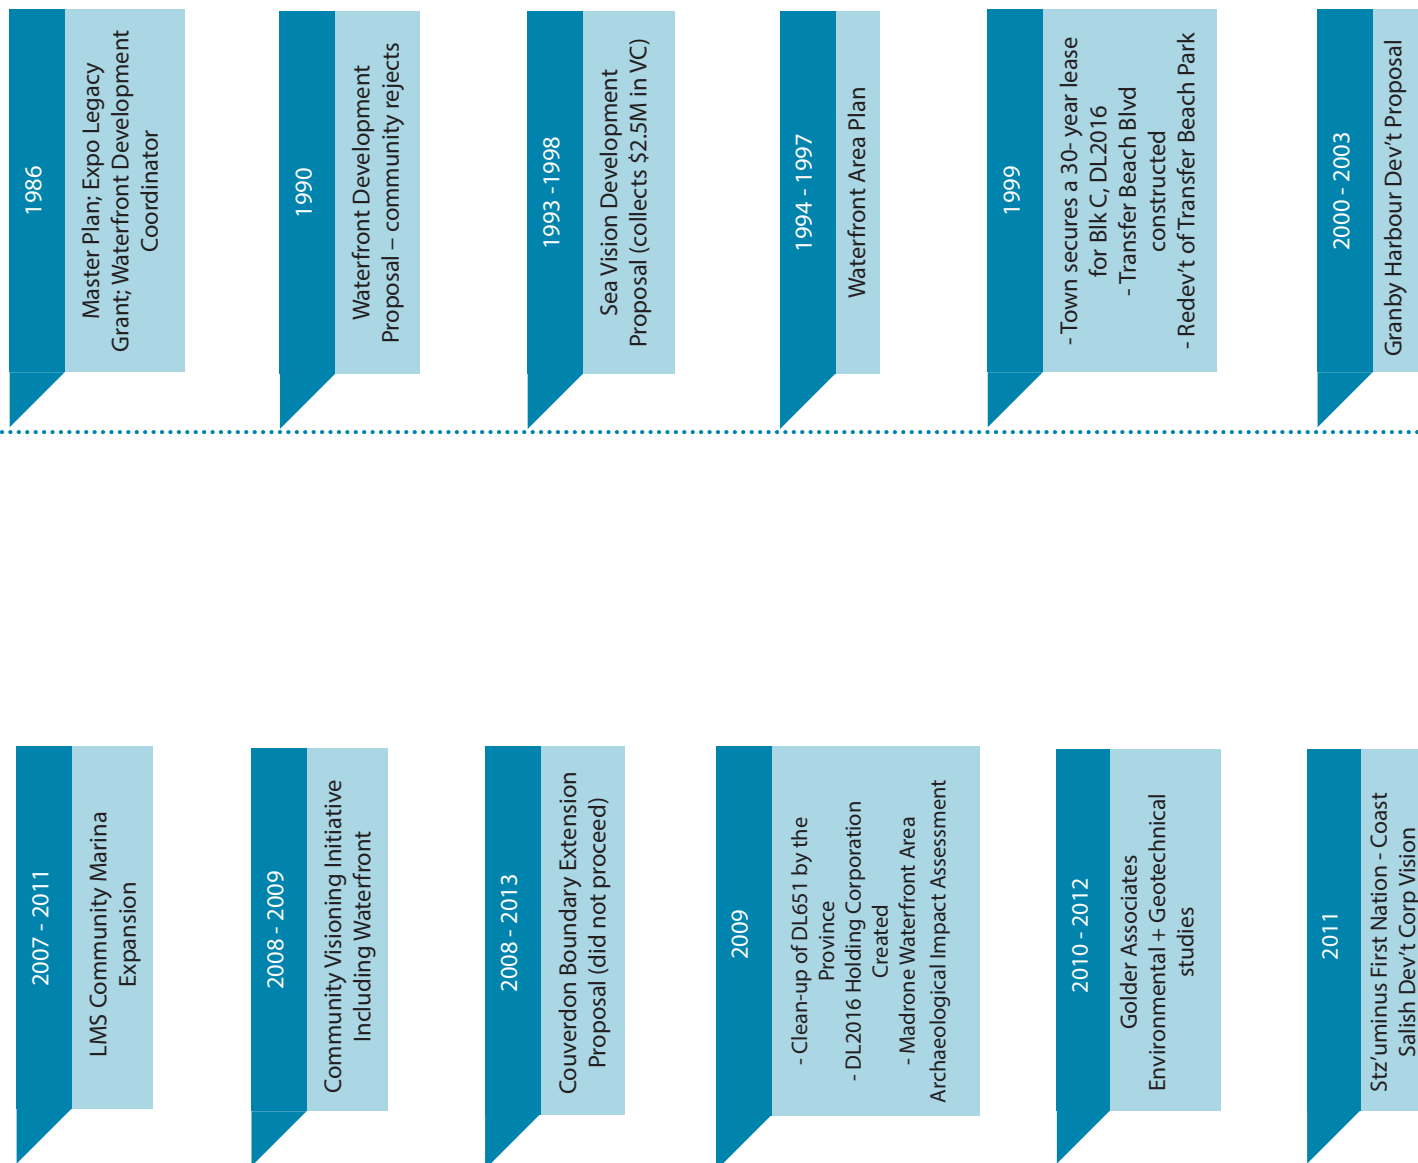 1986
Master Plan; Expo Legacy
Grant; Waterfront Development
Coordinator
1990
Waterfront Development
Proposal – community rejects
1993 -1998
Sea Vision Development
Proposal (collects $2.5M in VC)
1994 - 1997
Waterfront Area Plan
1999
- Town secures a 30- year lease
for Blk C, DL2016
- Transfer Beach Blvd
constructed
- Redev't of Transfer Beach Park
2000 - 2003
Granby Harbour Dev't Proposal
2007 - 2011
LMS Community Marina
Expansion
2008 - 2009
Community Visioning Initiative
Including Waterfront
2008 - 2013
Couverdon Boundary Extension
Proposal (did not proceed)
2009
- Clean-up of DL651 by the
Province
- DL2016 Holding Corporation
Created
- Madrone Waterfront Area
Archaeological Impact Assessment
2010 - 2012
Golder Associates
Environmental + Geotechnical
studies
2011
Stz'uminus First Nation - Coast
Salish Dev't Corp Vision